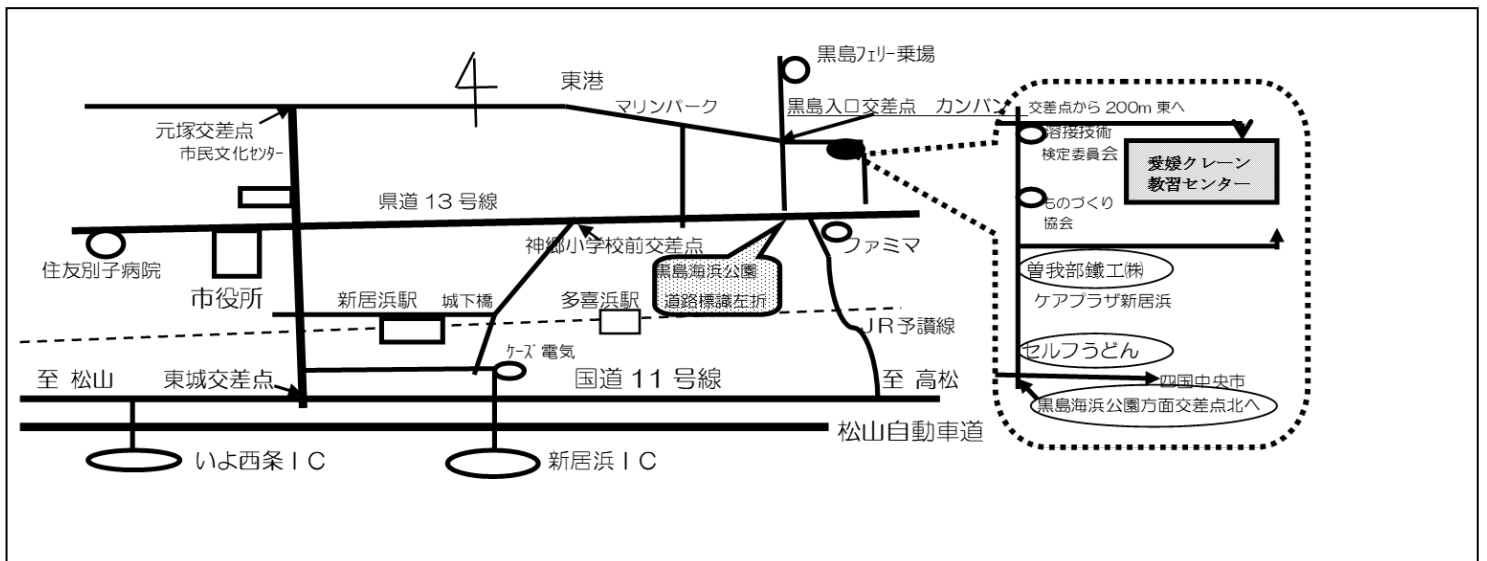 黒島フェリー乗場
東港
マリンパーク
黒島入口交差点 カンバン
交差点から 200m 東へ
元塚交差点
市民文化センター
溶接技術
検定委員会
愛媛クレーン
教習センター
県道 13 号線
ものづくり
協会
神郷小学校前交差点
ファミマ
住友別子病院
黒島海浜公園
道路標識左折
曽我部鐵工㈱
市役所
新居浜駅
城下橋
多喜浜駅
ケアプラザ新居浜
JR予讃線
ケーズ電気
セルフうどん
至 松山
東城交差点
国道 11 号線
至 高松
四国中央市
黒島海浜公園方面交差点北へ
松山自動車道
いよ西条IC
新居浜IC